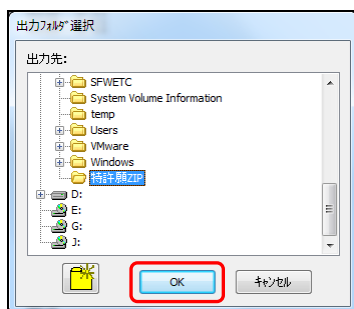 出力ﾌｫﾙﾀﾞ選択
出力先:
SFWETC
System Volume Information
temp
Users
VMware
Windows
特許願ZIP
D:
E:
G:
J:
OK
ｷｬﾝｾﾙ